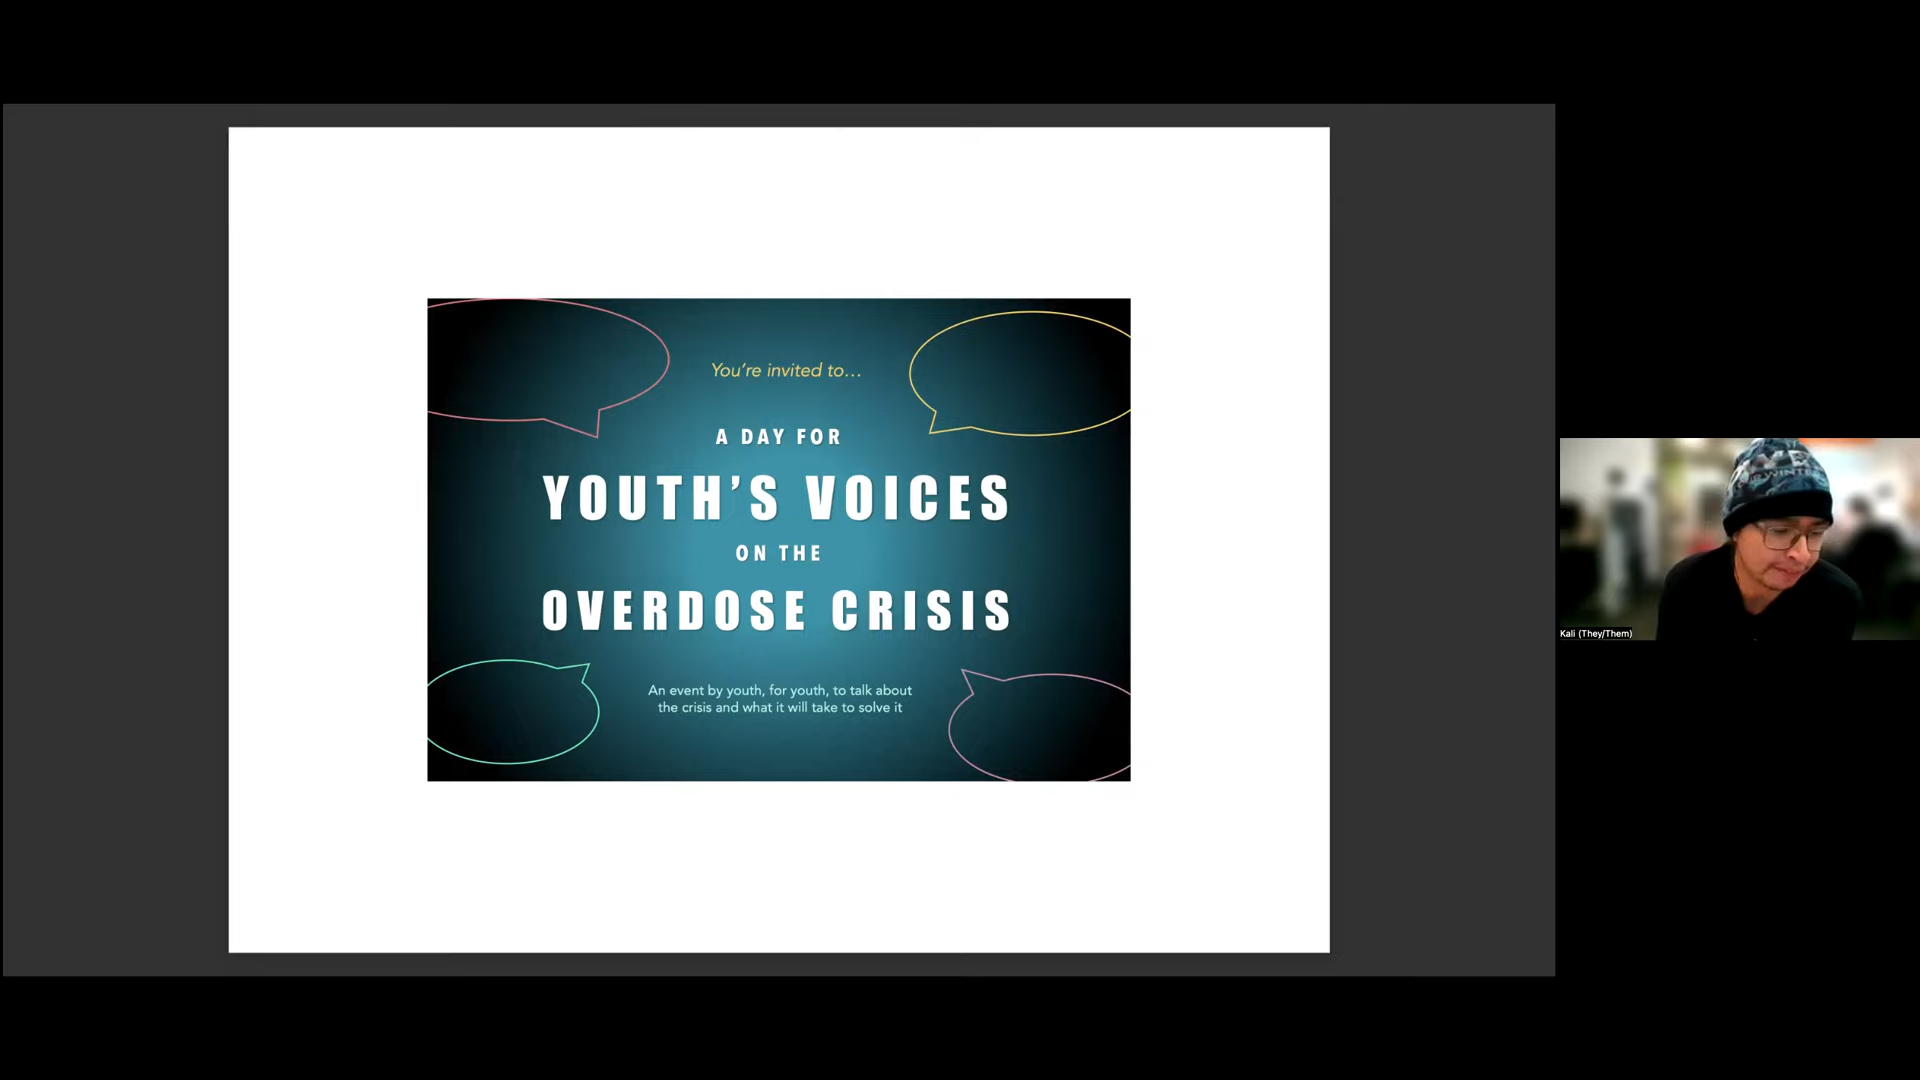 You're invited to...
A DAY FOR
YOUTH'S VOICES
ON THE
OVERDOSE CRISIS
An event by youth, for youth, to talk about
the crisis and what it will take to solve it
Kali (They/Them)